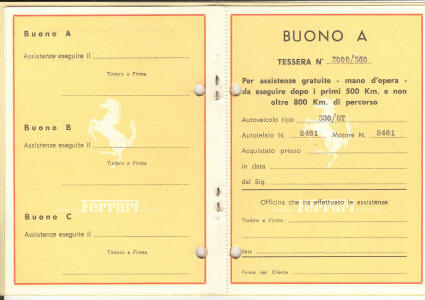 Buono A
Assistenze eseguite il
Timbro e Firma
Buono B
Assistenze eseguite il
Timbro e Firma
Ferrari
Buono C
Assistenze eseguite il
Timbro e Firma
BUONO A
TESSERA N° 2000/560
Per assistenze gratuite - mano d'opera -
da eseguire dopo i primi 500 Km. e non
oltre 800 Km. di percorso
Autoveicolo tipo 330/GT
Autotelaio N. 8461 Motore N. 8461
Acquistato presso
in data
dal Sig.
Ferrari
Officina che ha effettuato le assistenze
Timbro e Firma
Data
Firma del Cliente